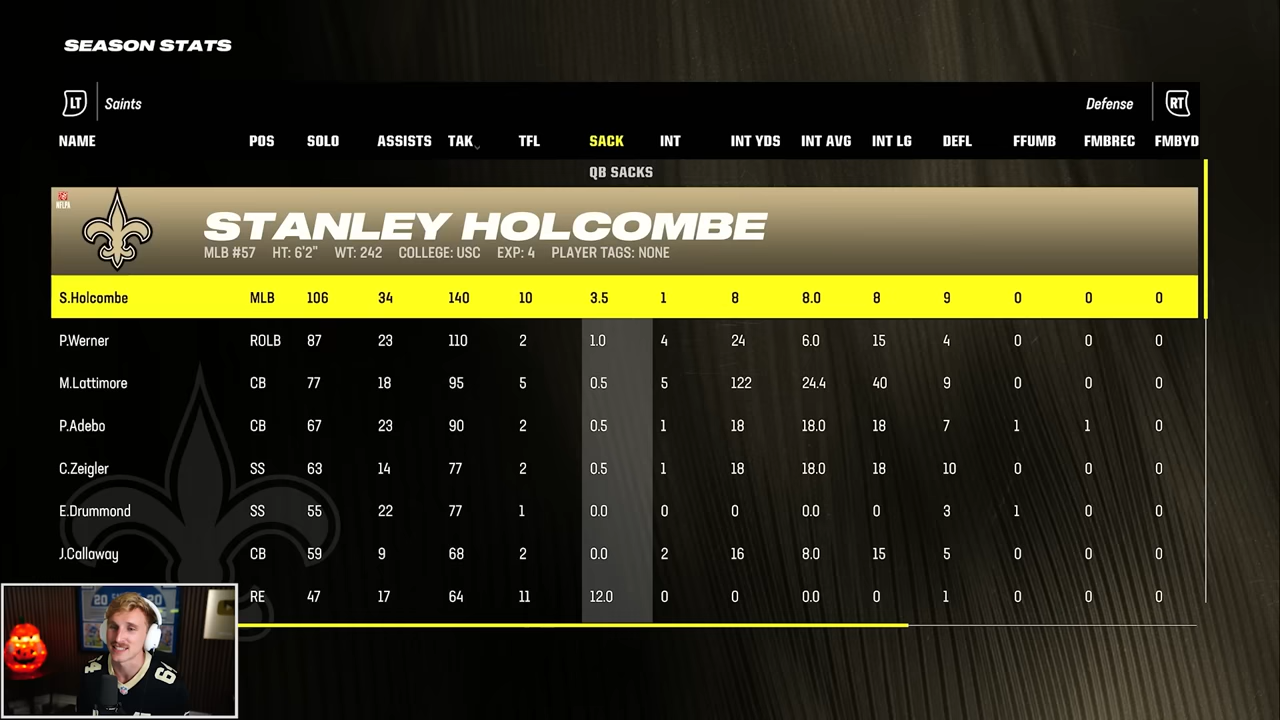 SEASON STATS
LT Saints Defense RT
NAME POS SOLO ASSISTS TAK TFL SACK INT INT YDS INT AVG INT LG DEFL FFUMB FMBREC FMBYD
QB SACKS
NFLPA
STANLEY HOLCOMBE
MLB #57 HT: 6'2" WT: 242 COLLEGE: USC EXP: 4 PLAYER TAGS: NONE
S.Holcombe MLB 106 34 140 10 3.5 1 8 8.0 8 9 0 0 0
P.Werner ROLB 87 23 110 2 1.0 4 24 6.0 15 4 0 0 0
M.Lattimore CB 77 18 95 5 0.5 5 122 24.4 40 9 0 0 0
P.Adebo CB 67 23 90 2 0.5 1 18 18.0 18 7 1 1 0
C.Zeigler SS 63 14 77 2 0.5 1 18 18.0 18 10 0 0 0
E.Drummond SS 55 22 77 1 0.0 0 0 0.0 0 3 1 0 0
J.Callaway CB 59 9 68 2 0.0 2 16 8.0 15 5 0 0 0
RE 47 17 64 11 12.0 0 0 0.0 0 1 0 0 0